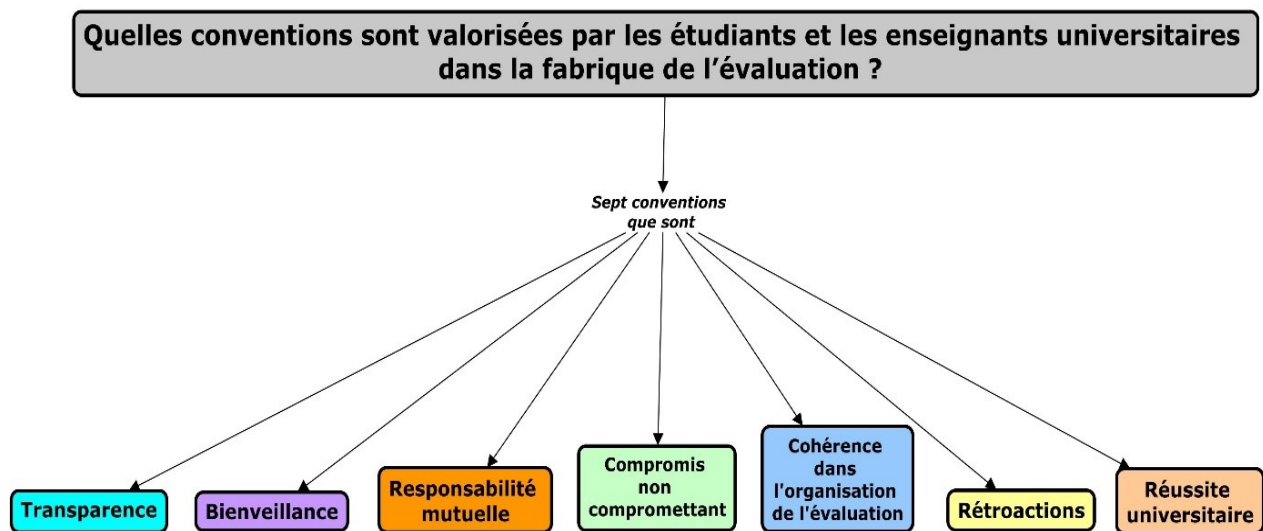 Quelles conventions sont valorisées par les étudiants et les enseignants universitaires
dans la fabrique de l'évaluation ?
Sept conventions
que sont
Transparence
Bienveillance
Responsabilité
mutuelle
Compromis
non
compromettant
Cohérence
dans
l'organisation
de l'évaluation
Rétroactions
Réussite
universitaire